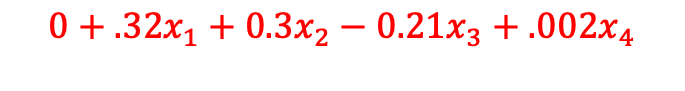 0 + .32x₁ + 0.3x₂ − 0.21x₃ + .002x₄